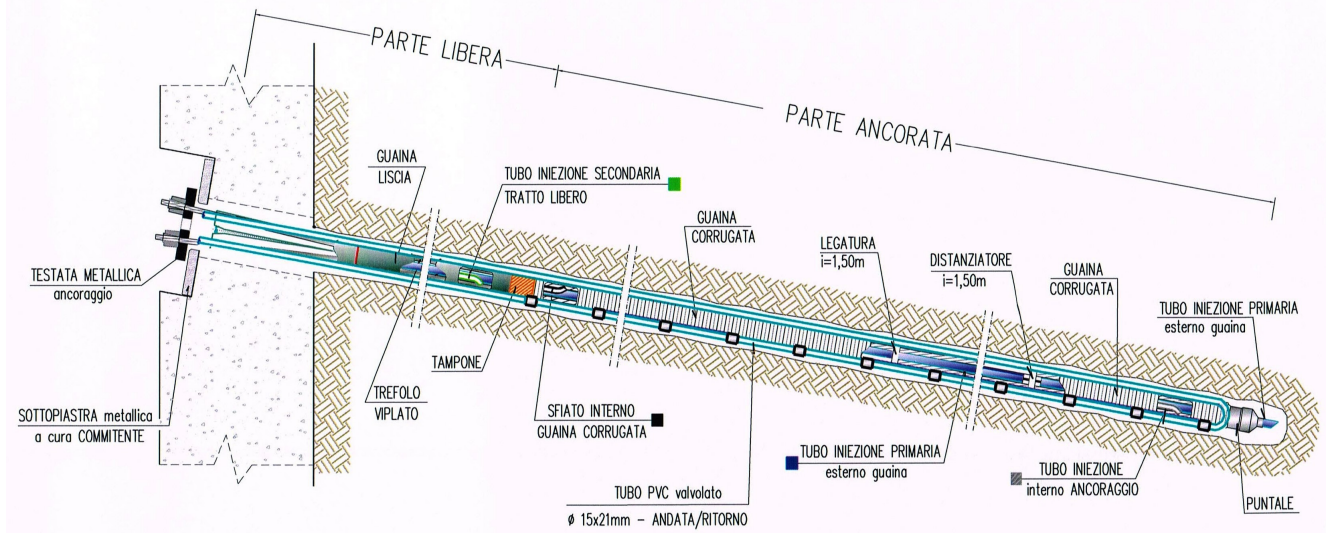 PARTE LIBERA
PARTE ANCORATA
GUAINA
LISCIA
TUBO INIEZIONE SECONDARIA
TRATTO LIBERO
GUAINA
CORRUGATA
LEGATURA
i=1,50m
DISTANZIATORE
i=1,50m
GUAINA
CORRUGATA
TUBO INIEZIONE PRIMARIA
esterno guaina
TESTATA METALLICA
ancoraggio
TAMPONE
TREFOLO
VIPLATO
SOTTOPIASTRA metallica
a cura COMMITENTE
SFIATO INTERNO
GUAINA CORRUGATA
TUBO INIEZIONE PRIMARIA
esterno guaina
TUBO INIEZIONE
interno ANCORAGGIO
PUNTALE
TUBO PVC valvolato
φ 15x21mm - ANDATA/RITORNO